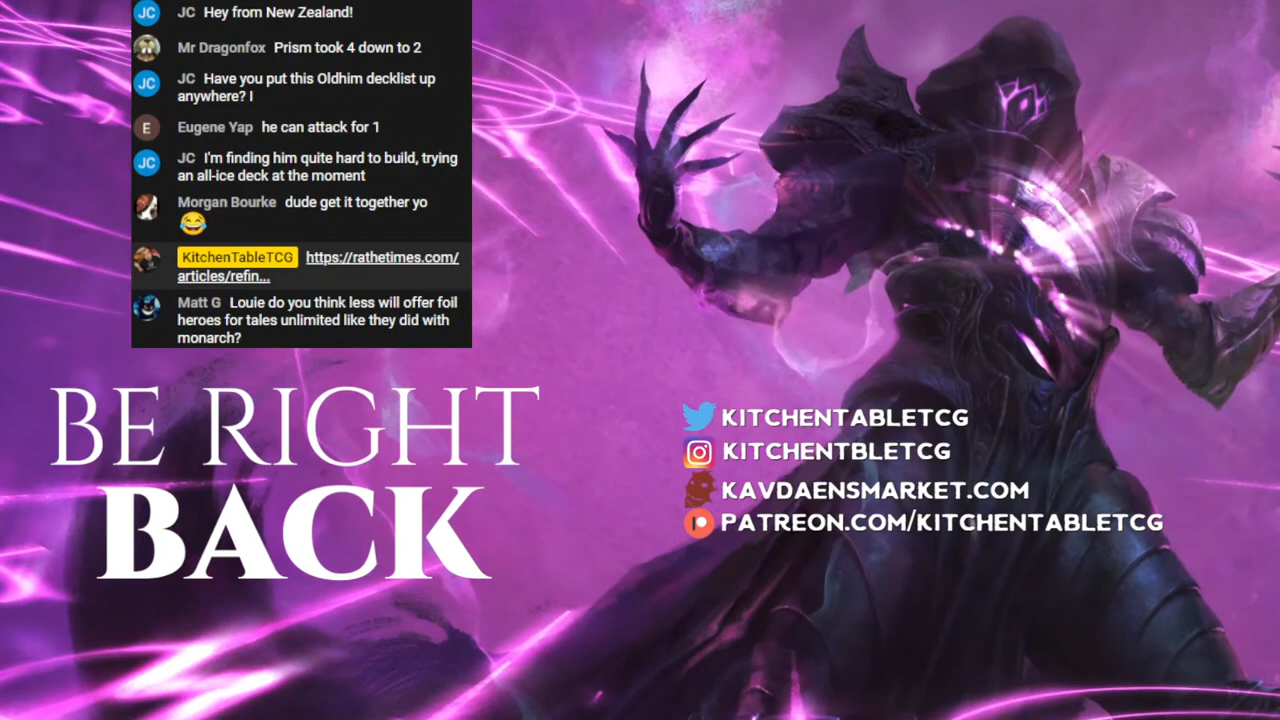 JC Hey from New Zealand!
Mr Dragonfox Prism took 4 down to 2
JC Have you put this Oldhim decklist up
anywhere? I
E Eugene Yap he can attack for 1
JC I'm finding him quite hard to build, trying
an all-ice deck at the moment
Morgan Bourke dude get it together yo
😂
KitchenTableTCG https://rathetimes.com/
articles/refin...
Matt G Louie do you think less will offer foil
heroes for tales unlimited like they did with
monarch?
BE RIGHT
BACK
KITCHENTABLETCG
KITCHENTBLETCG
KAVDAENSMARKET.COM
PATREON.COM/KITCHENTABLETCG